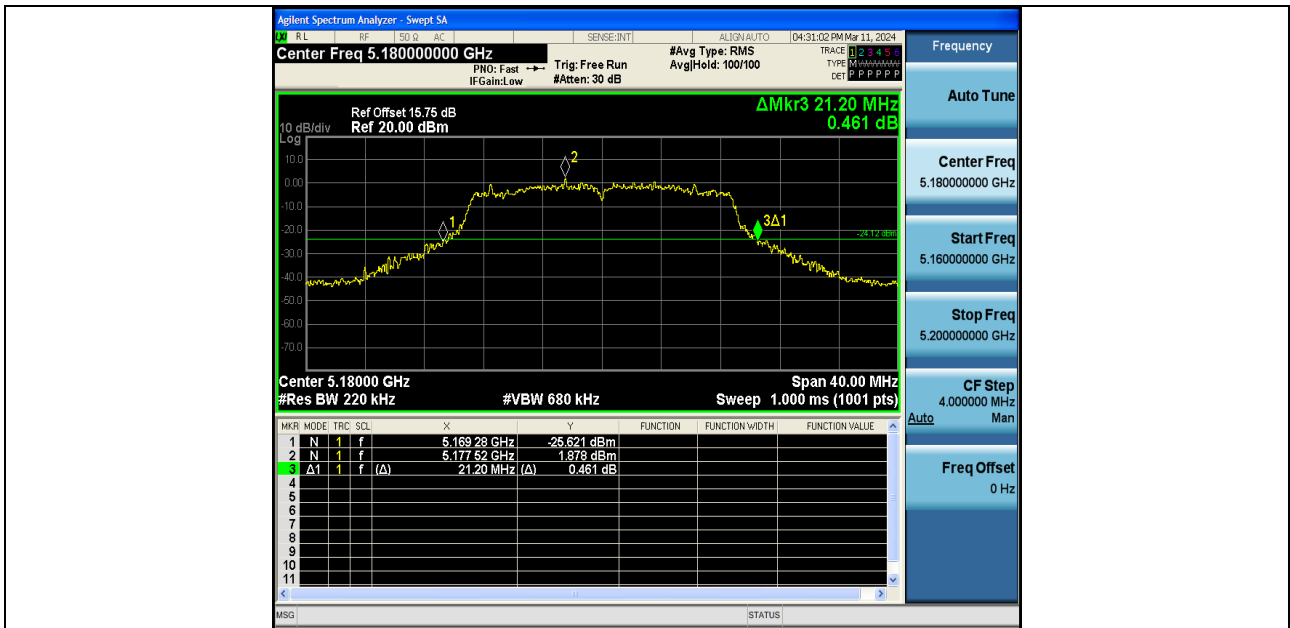 Agilent Spectrum Analyzer - Swept SA
LXI RL RF 50 Ω AC SENSE:INT ALIGNAUTO 04:31:02 PM Mar 11, 2024
Center Freq 5.180000000 GHz
PNO: Fast
IFGain:Low
Trig: Free Run
#Atten: 30 dB
#Avg Type: RMS
Avg|Hold: 100/100
TRACE 1 2 3 4 5 6
TYPE M
DET P P P P P P
Frequency
Auto Tune
Center Freq
5.180000000 GHz
Start Freq
5.160000000 GHz
Stop Freq
5.200000000 GHz
CF Step
4.000000 MHz
Auto Man
Freq Offset
0 Hz
ΔMkr3 21.20 MHz
0.461 dB
Ref Offset 15.75 dB
10 dB/div Ref 20.00 dBm
Log
10.0
0.00
-10.0
-20.0
-30.0
-40.0
-50.0
-60.0
-70.0
1
2
3Δ1
-24.12 dBm
Center 5.18000 GHz Span 40.00 MHz
#Res BW 220 kHz #VBW 680 kHz Sweep 1.000 ms (1001 pts)
MKR MODE TRC SCL X Y FUNCTION FUNCTION WIDTH FUNCTION VALUE
1 N 1 f 5.169 28 GHz -25.621 dBm
2 N 1 f 5.177 52 GHz 1.878 dBm
3 Δ1 1 f (Δ) 21.20 MHz (Δ) 0.461 dB
4
5
6
7
8
9
10
11
MSG STATUS